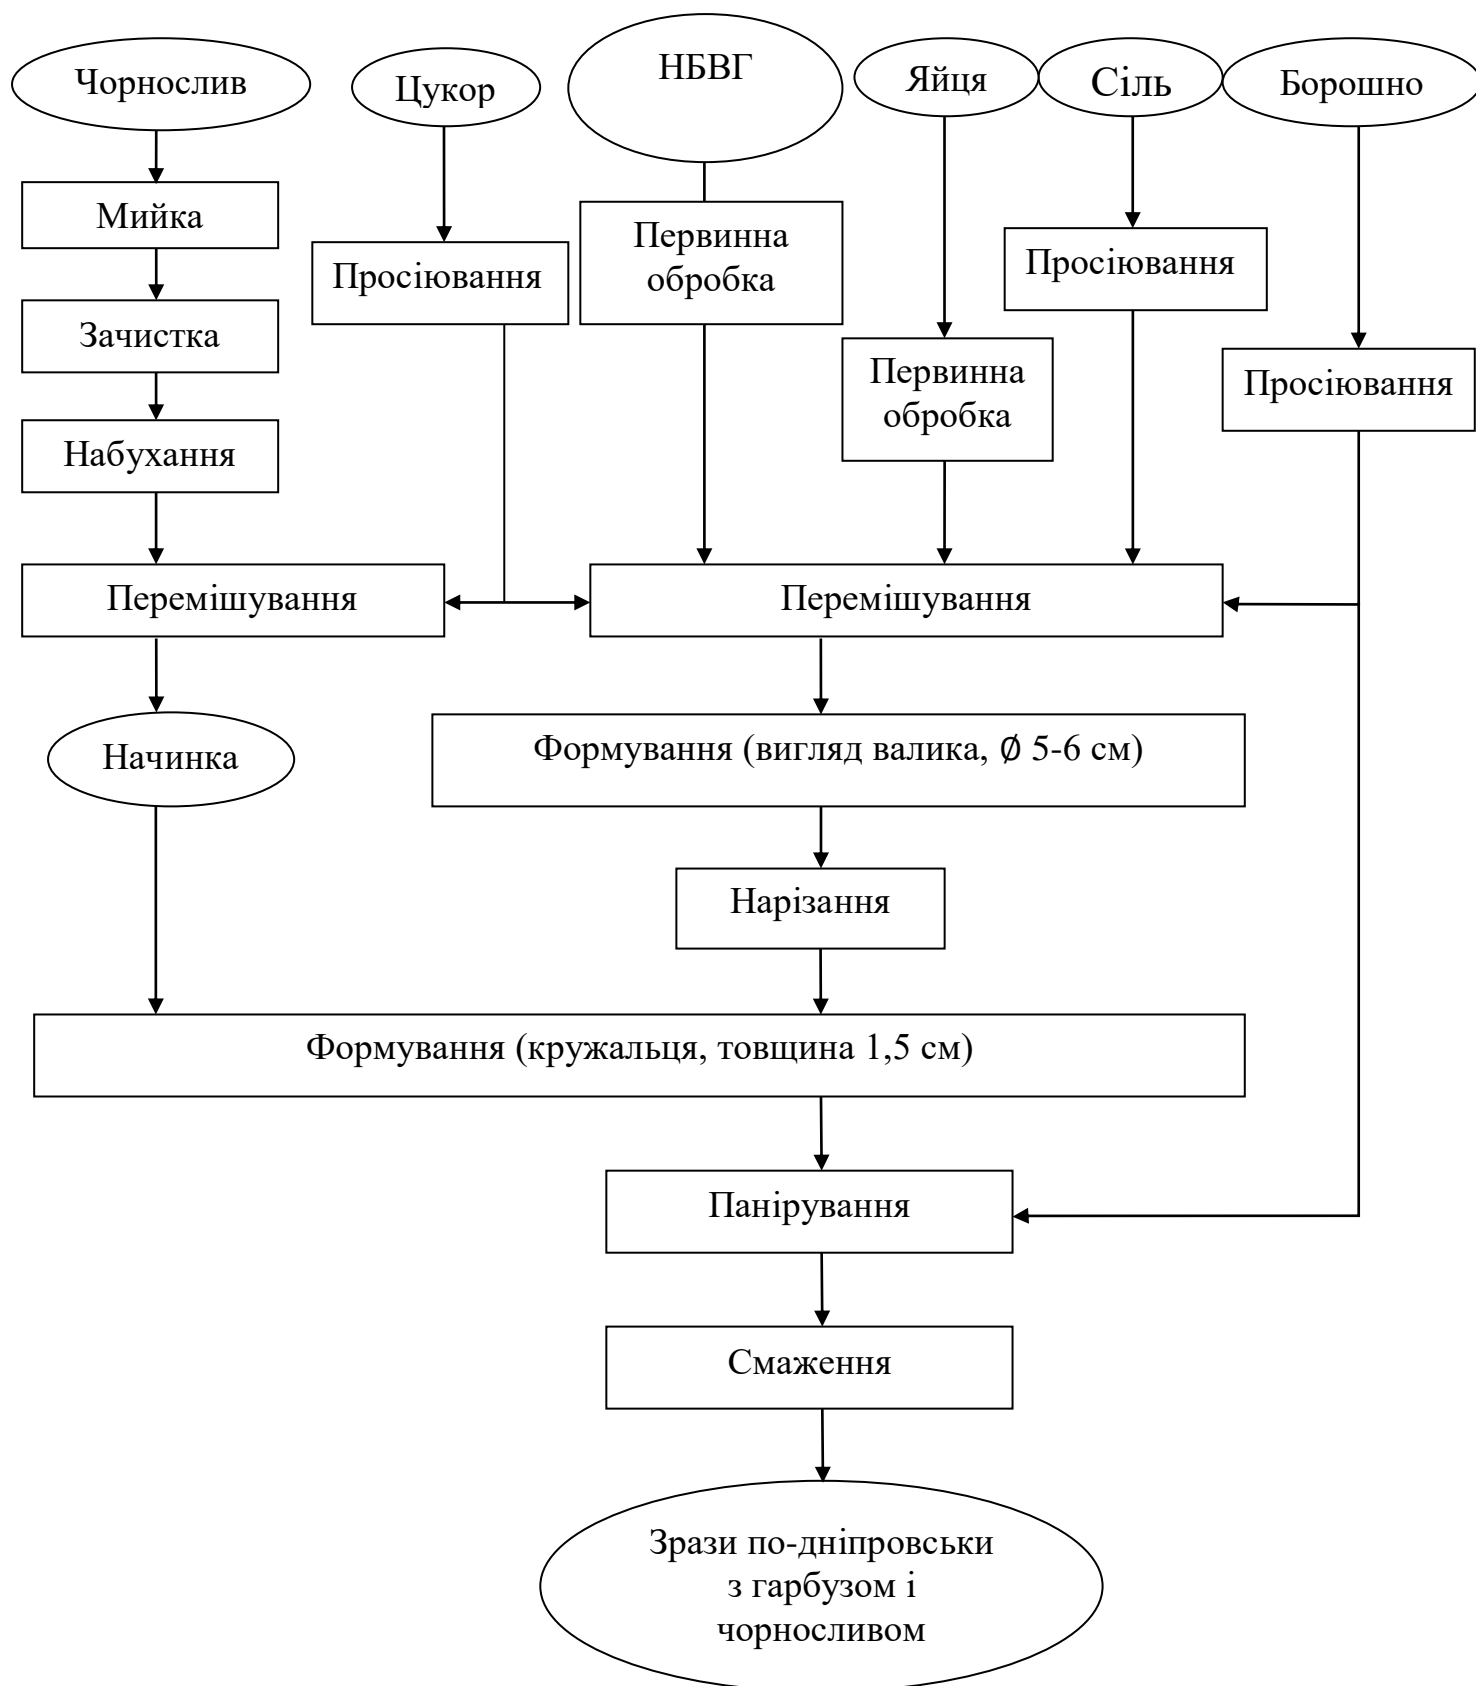 Чорнослив
Цукор
НБВГ
Яйця
Сіль
Борошно
Мийка
Просіювання
Первинна
обробка
Просіювання
Зачистка
Первинна
обробка
Просіювання
Набухання
Перемішування
Перемішування
Начинка
Формування (вигляд валика, Ø 5-6 см)
Нарізання
Формування (кружальця, товщина 1,5 см)
Панірування
Смаження
Зрази по-дніпровськи
з гарбузом і
чорносливом